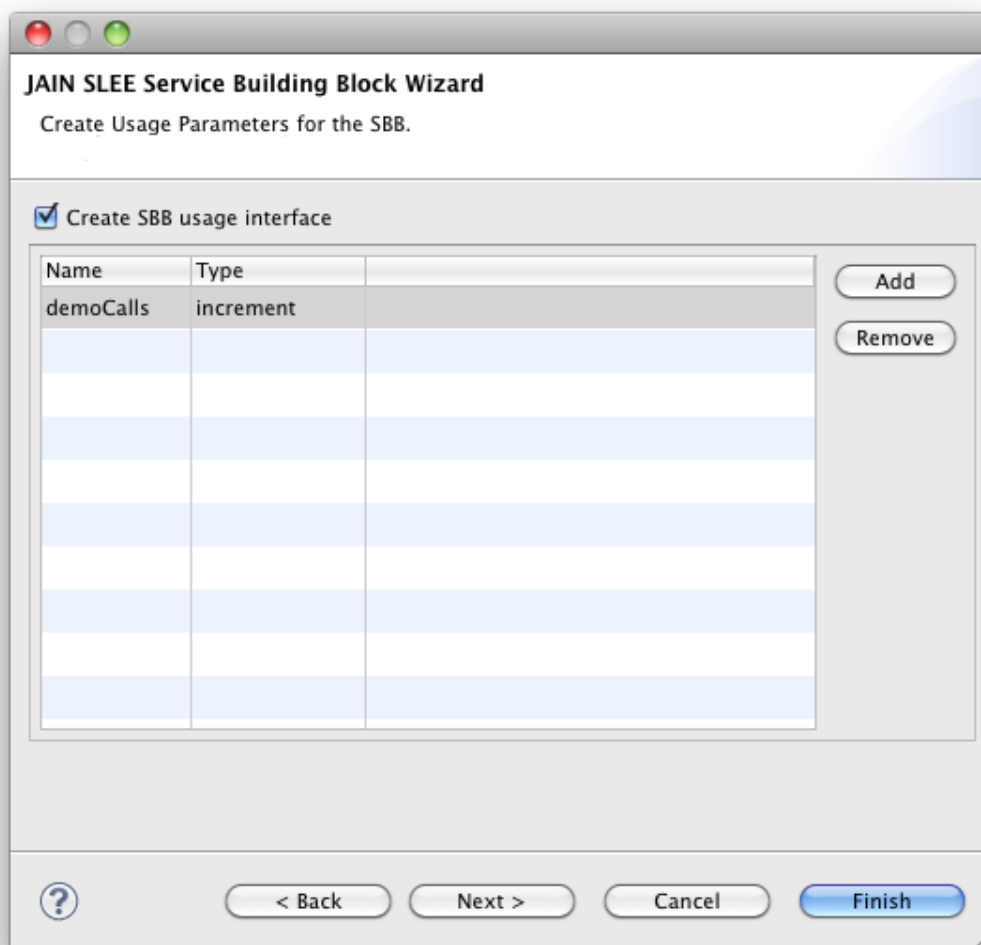 JAIN SLEE Service Building Block Wizard
Create Usage Parameters for the SBB.
Create SBB usage interface
Name Type
demoCalls increment
Add
Remove
?
< Back Next > Cancel Finish